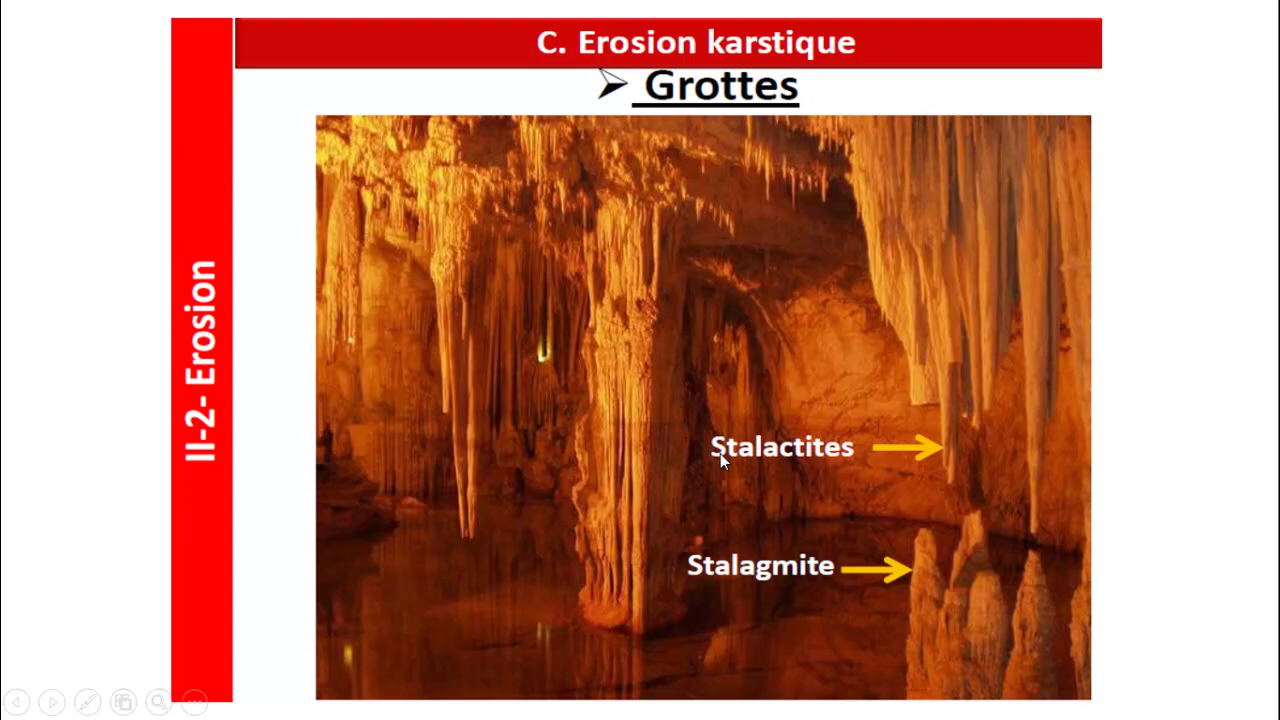 C. Erosion karstique
Grottes
II-2- Erosion
Stalactites
Stalagmite